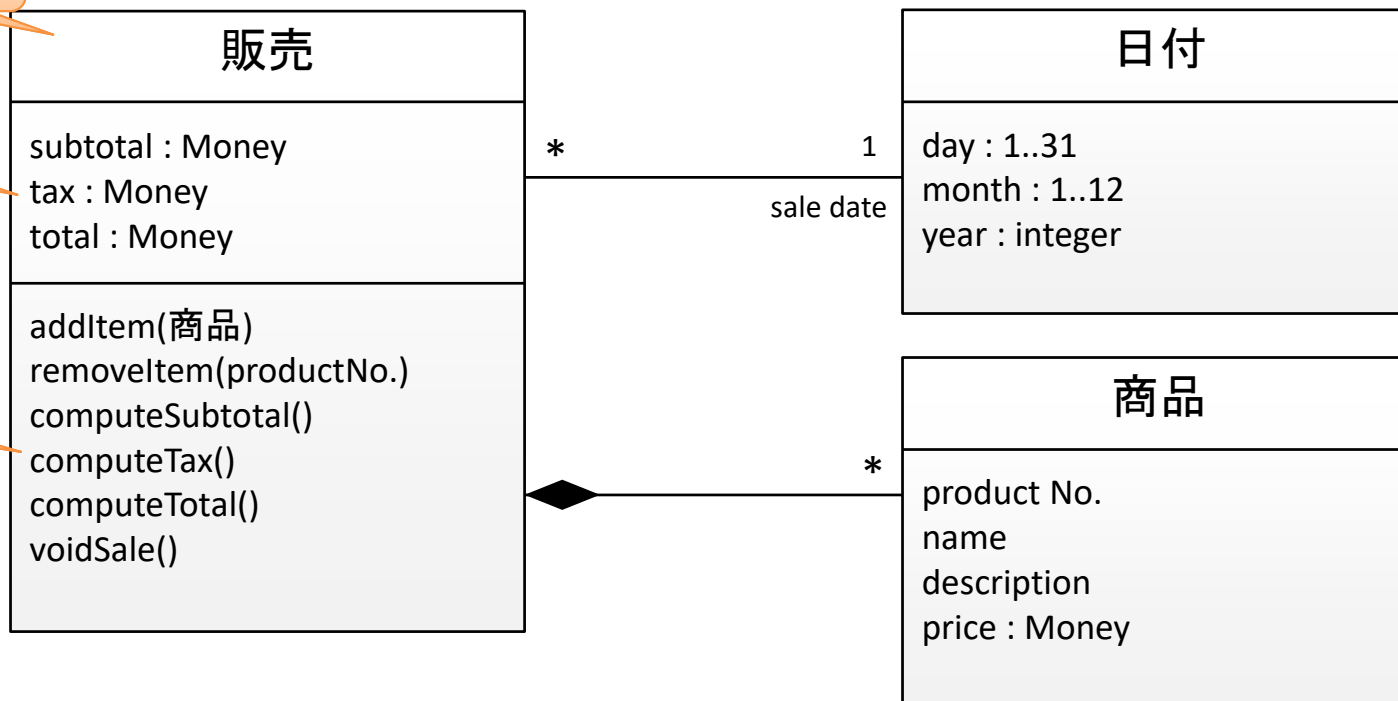 販売
subtotal : Money
tax : Money
total : Money
addItem(商品)
removeItem(productNo.)
computeSubtotal()
computeTax()
computeTotal()
voidSale()
*
1
sale date
日付
day : 1..31
month : 1..12
year : integer
*
商品
product No.
name
description
price : Money